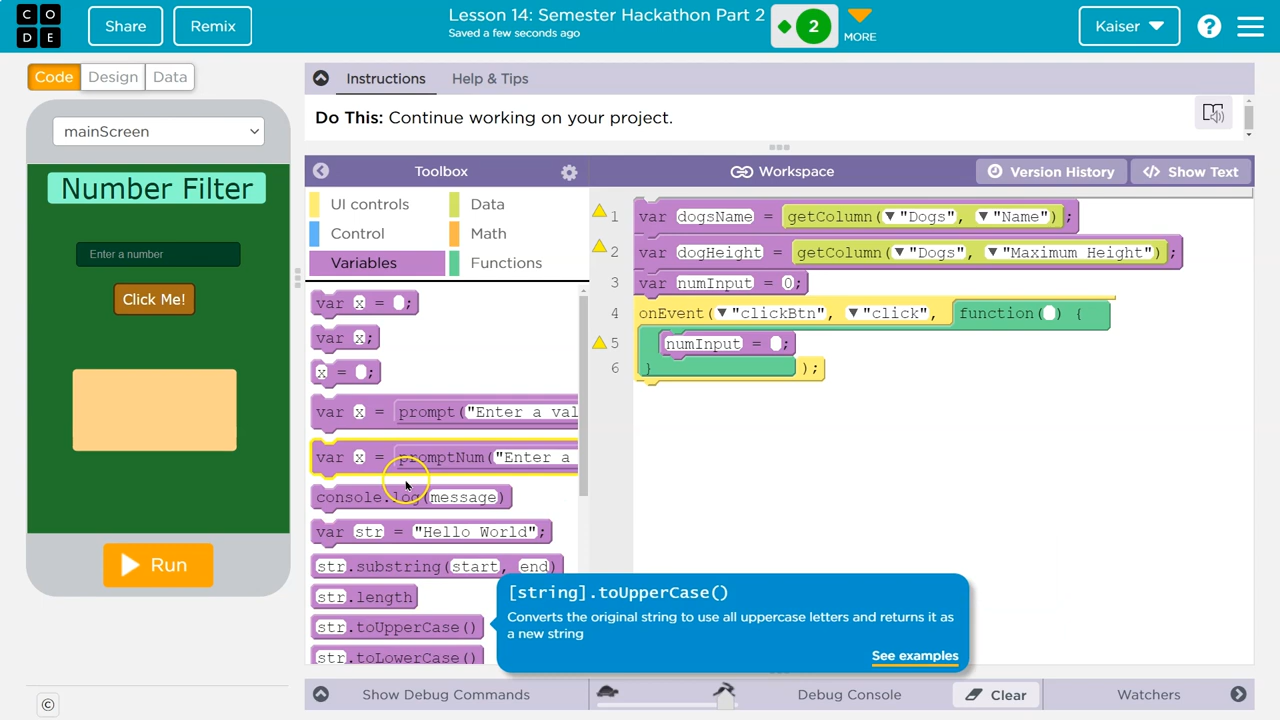 C O
D E
Share
Remix
Lesson 14: Semester Hackathon Part 2
Saved a few seconds ago
2
MORE
Kaiser
?
Code
Design
Data
Instructions
Help & Tips
Do This: Continue working on your project.
mainScreen
Toolbox
Workspace
Version History
Show Text
Number Filter
Enter a number
Click Me!
Run
UI controls
Data
Control
Math
Variables
Functions
var x = ;
var x;
x = ;
var x = prompt("Enter a val
var x = promptNum("Enter a
console.log(message)
var str = "Hello World";
str.substring(start, end)
str.length
str.toUpperCase()
str.toLowerCase()
1 var dogsName = getColumn(▼"Dogs", ▼"Name");
2 var dogHeight = getColumn(▼"Dogs", ▼"Maximum Height");
3 var numInput = 0;
4 onEvent(▼"clickBtn", ▼"click", function() {
5 numInput = ;
6 } );
[string].toUpperCase()
Converts the original string to use all uppercase letters and returns it as
a new string
See examples
©
Show Debug Commands
Debug Console
Clear
Watchers